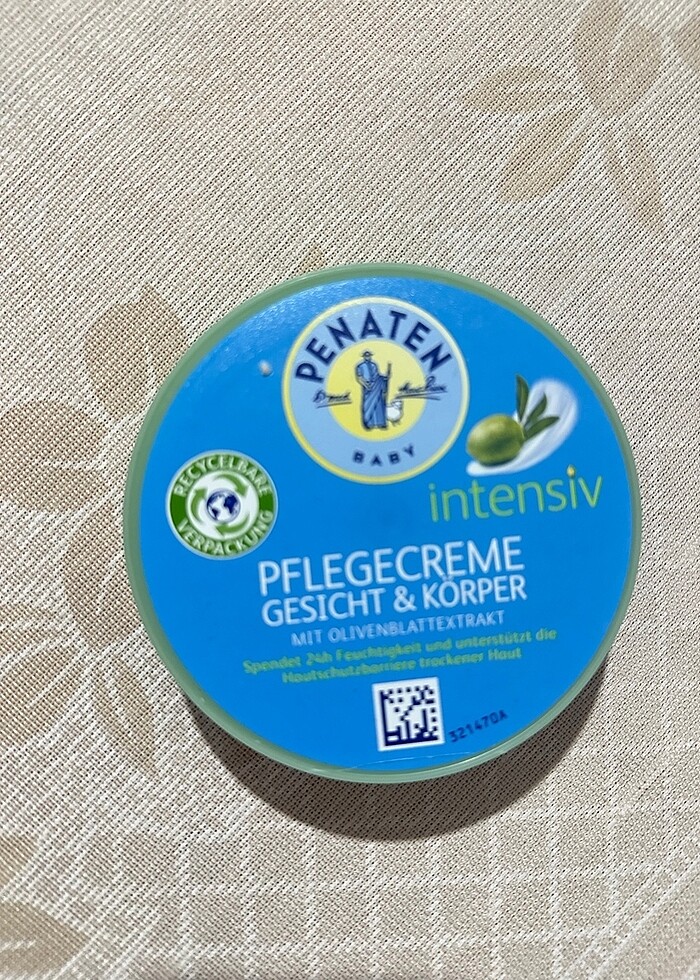 PENATEN
BABY
intensiv
RECYCELBARE
VERPACKUNG
PFLEGECREME
GESICHT & KÖRPER
MIT OLIVENBLATTEXTRAKT
Spendet 24h Feuchtigkeit und unterstützt die
Hautschutzbarriere trockener Haut
321470A